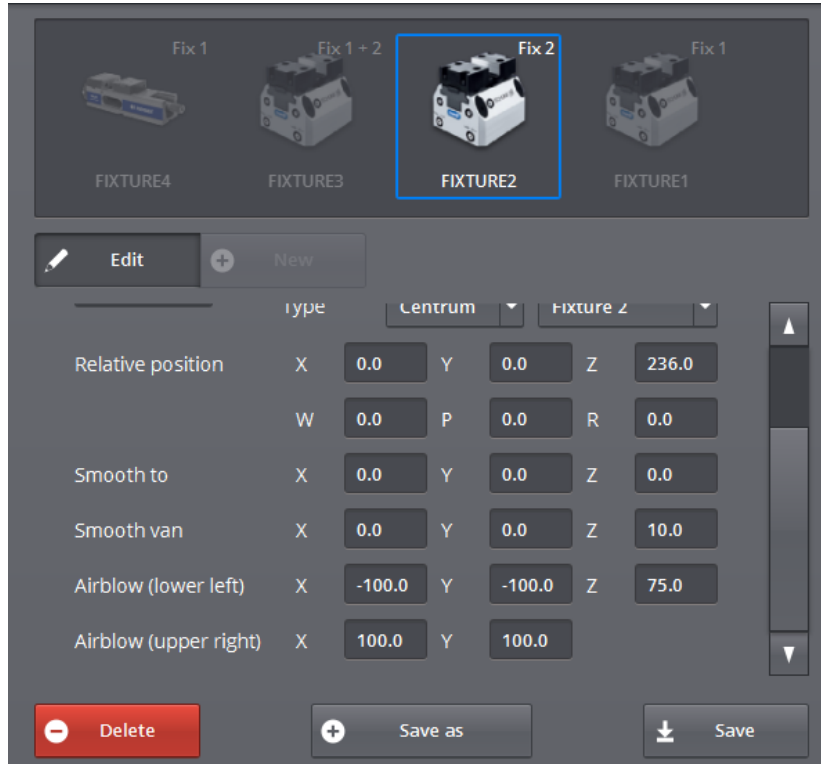 Fix 1 Fix 1 + 2 Fix 2 Fix 1
FIXTURE4 FIXTURE3 FIXTURE2 FIXTURE1
Edit New
Type Centrum Fixture 2
Relative position X 0.0 Y 0.0 Z 236.0
W 0.0 P 0.0 R 0.0
Smooth to X 0.0 Y 0.0 Z 0.0
Smooth van X 0.0 Y 0.0 Z 10.0
Airblow (lower left) X -100.0 Y -100.0 Z 75.0
Airblow (upper right) X 100.0 Y 100.0
Delete Save as Save